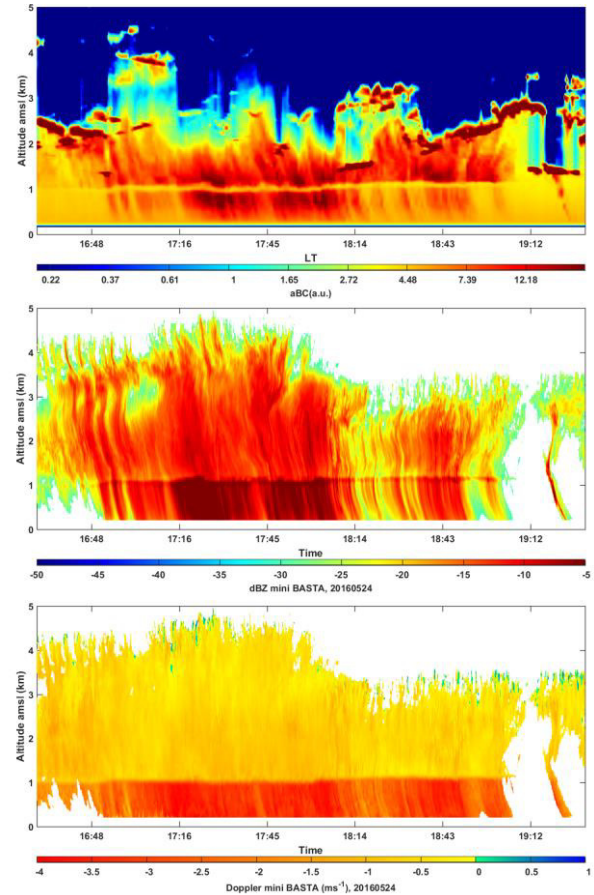 5
4
3
2
1
0
Altitude amsl (km)
16:48 17:16 17:45 18:14 18:43 19:12
LT
0.22 0.37 0.61 1 1.65 2.72 4.48 7.39 12.18
aBC(a.u.)
5
4
3
2
1
0
Altitude amsl (km)
16:48 17:16 17:45 18:14 18:43 19:12
Time
-50 -45 -40 -35 -30 -25 -20 -15 -10 -5
dBZ mini BASTA, 20160524
5
4
3
2
1
0
Altitude amsl (km)
16:48 17:16 17:45 18:14 18:43 19:12
Time
-4 -3.5 -3 -2.5 -2 -1.5 -1 -0.5 0 0.5 1
Doppler mini BASTA (ms⁻¹), 20160524